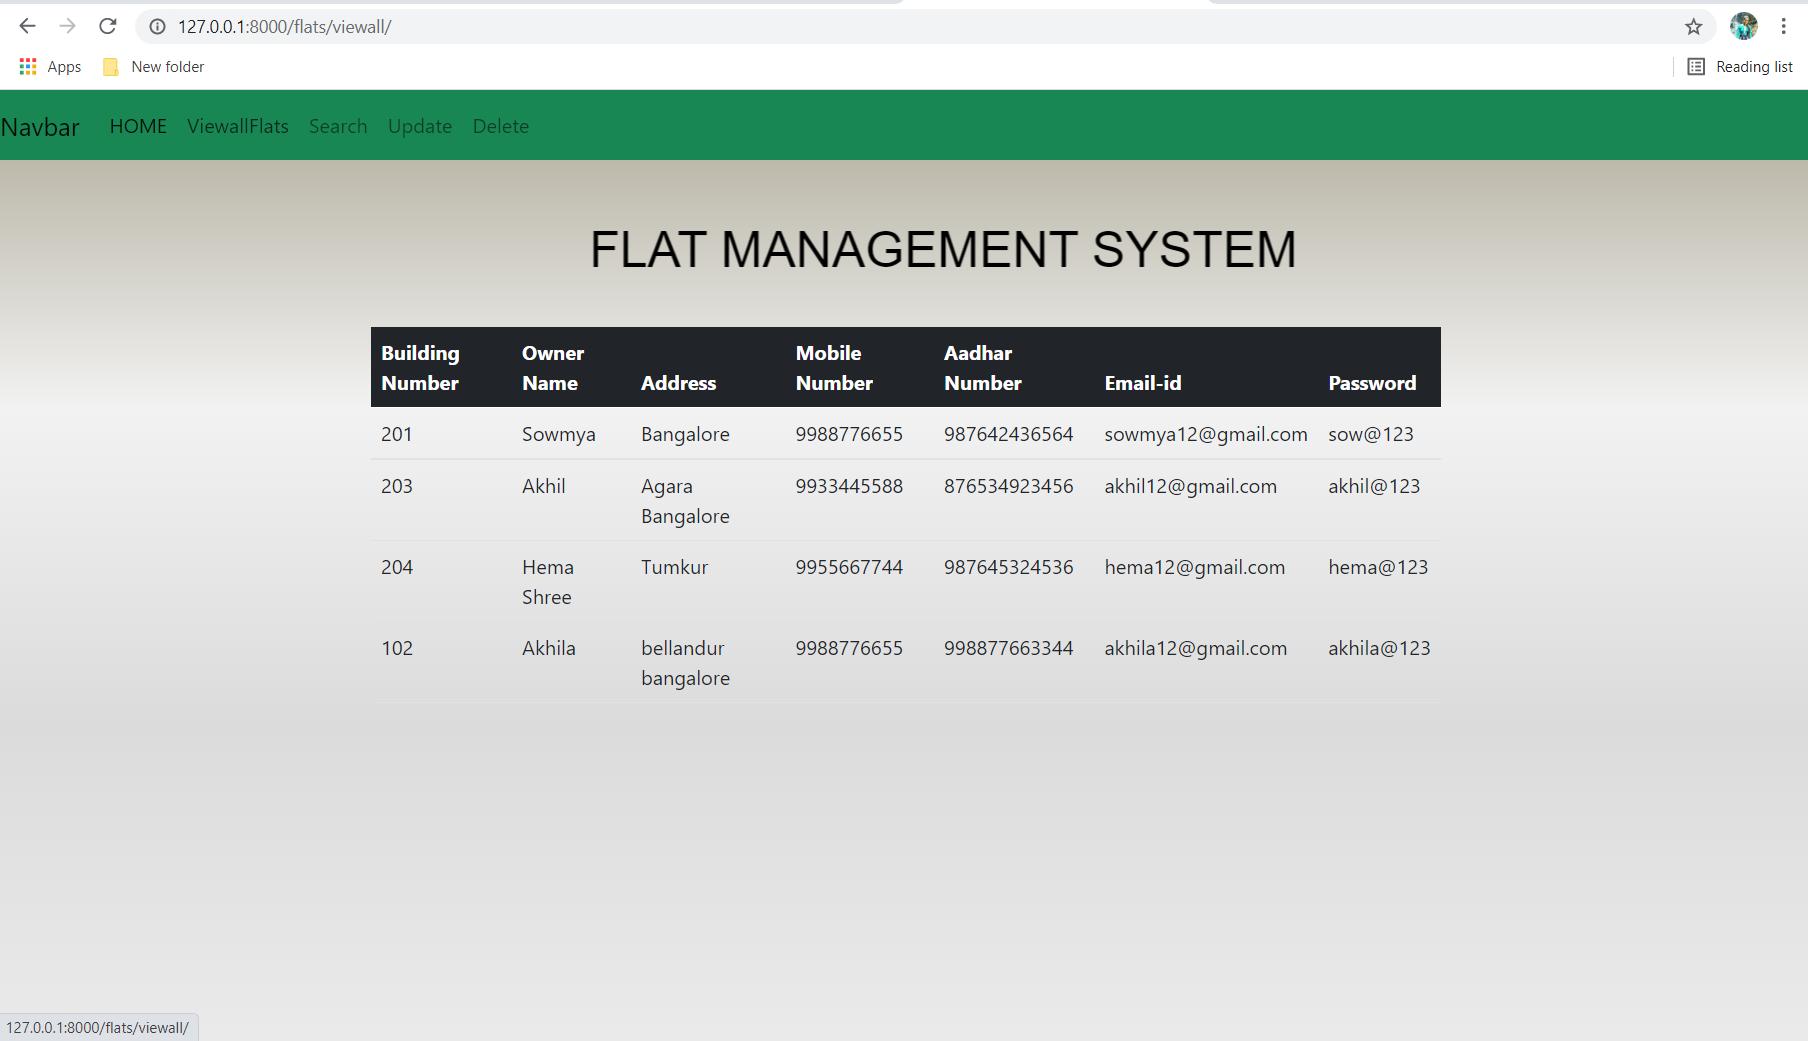 127.0.0.1:8000/flats/viewall/
Apps New folder Reading list
Navbar HOME ViewallFlats Search Update Delete
FLAT MANAGEMENT SYSTEM
Building Number Owner Name Address Mobile Number Aadhar Number Email-id Password
201 Sowmya Bangalore 9988776655 987642436564 sowmya12@gmail.com sow@123
203 Akhil Agara Bangalore 9933445588 876534923456 akhil12@gmail.com akhil@123
204 Hema Shree Tumkur 9955667744 987645324536 hema12@gmail.com hema@123
102 Akhila bellandur bangalore 9988776655 998877663344 akhila12@gmail.com akhila@123
127.0.0.1:8000/flats/viewall/